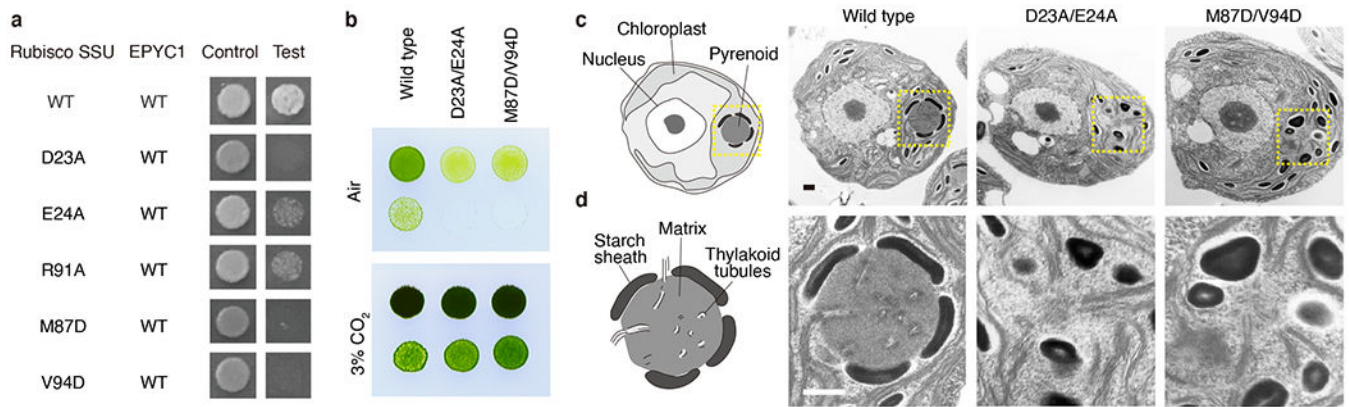 a
Rubisco SSU EPYC1 Control Test
WT WT
D23A WT
E24A WT
R91A WT
M87D WT
V94D WT
b
Wild type
D23A/E24A
M87D/V94D
Air
3% CO₂
c
Chloroplast
Nucleus
Pyrenoid
Wild type
D23A/E24A
M87D/V94D
d
Matrix
Starch
sheath
Thylakoid
tubules